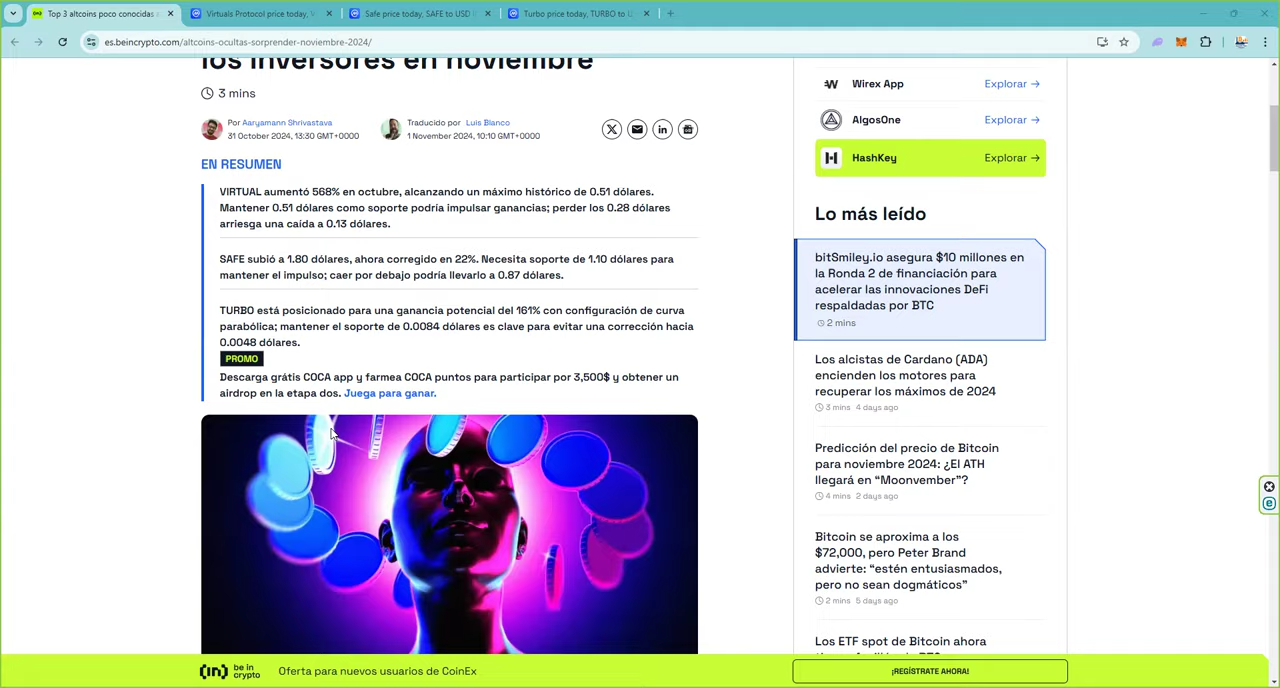 Top 3 altcoins poco conocidas
Virtuals Protocol price today,
Safe price today, SAFE to USD
Turbo price today, TURBO to
es.beincrypto.com/altcoins-ocultas-sorprender-noviembre-2024/
los inversores en noviembre
3 mins
Por Aaryamann Shrivastava
31 October 2024, 13:30 GMT+0000
Traducido por Luis Blanco
1 November 2024, 10:10 GMT+0000
EN RESUMEN
VIRTUAL aumentó 568% en octubre, alcanzando un máximo histórico de 0.51 dólares.
Mantener 0.51 dólares como soporte podría impulsar ganancias; perder los 0.28 dólares
arriesga una caída a 0.13 dólares.
SAFE subió a 1.80 dólares, ahora corregido en 22%. Necesita soporte de 1.10 dólares para
mantener el impulso; caer por debajo podría llevarlo a 0.87 dólares.
TURBO está posicionado para una ganancia potencial del 161% con configuración de curva
parabólica; mantener el soporte de 0.0084 dólares es clave para evitar una corrección hacia
0.0048 dólares.
PROMO
Descarga grátis COCA app y farmea COCA puntos para participar por 3,500$ y obtener un
airdrop en la etapa dos. Juega para ganar.
Wirex App Explorar →
AlgosOne Explorar →
HashKey Explorar →
Lo más leído
bitSmiley.io asegura $10 millones en
la Ronda 2 de financiación para
acelerar las innovaciones DeFi
respaldadas por BTC
2 mins
Los alcistas de Cardano (ADA)
encienden los motores para
recuperar los máximos de 2024
3 mins 4 days ago
Predicción del precio de Bitcoin
para noviembre 2024: ¿El ATH
llegará en “Moonvember”?
4 mins 2 days ago
Bitcoin se aproxima a los
$72,000, pero Peter Brand
advierte: “estén entusiasmados,
pero no sean dogmáticos”
2 mins 5 days ago
Los ETF spot de Bitcoin ahora
be in
crypto
Oferta para nuevos usuarios de CoinEx
¡REGÍSTRATE AHORA!